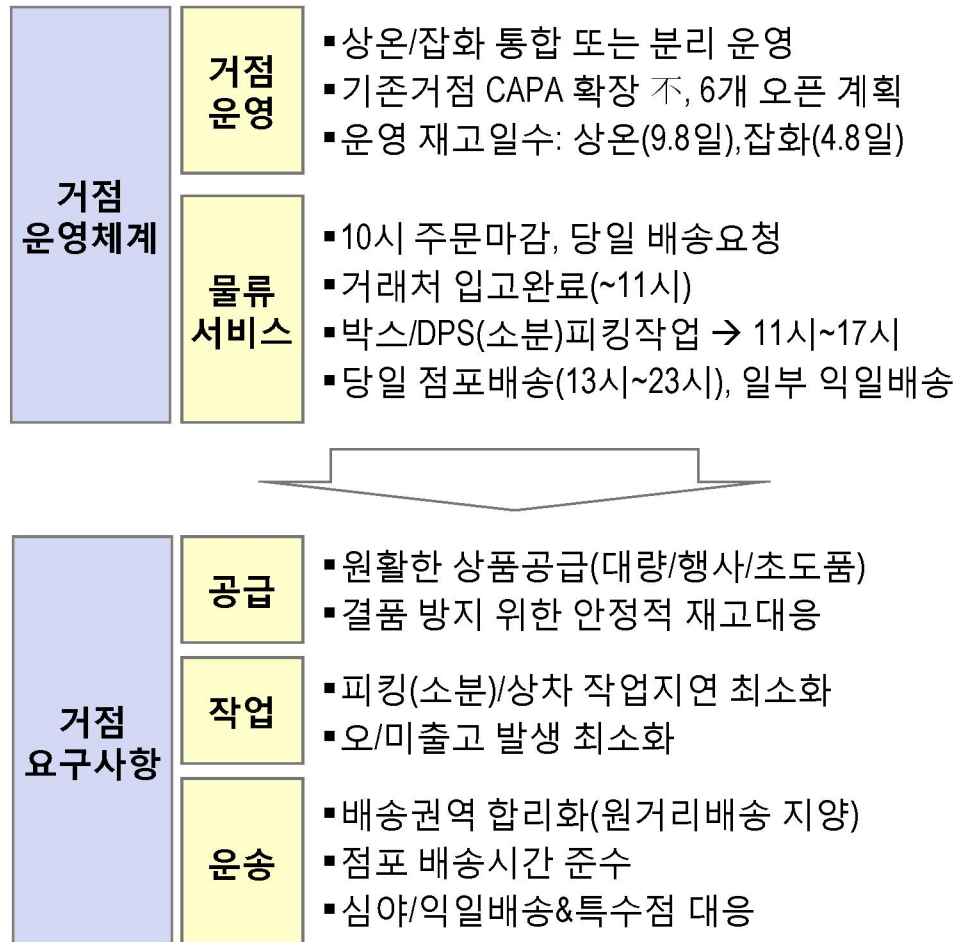 거점
운영체계
거점
운영
▪상온/잡화 통합 또는 분리 운영
▪기존거점 CAPA 확장 不, 6개 오픈 계획
▪운영 재고일수: 상온(9.8일),잡화(4.8일)
물류
서비스
▪10시 주문마감, 당일 배송요청
▪거래처 입고완료(~11시)
▪박스/DPS(소분)피킹작업 → 11시~17시
▪당일 점포배송(13시~23시), 일부 익일배송
거점
요구사항
공급
▪원활한 상품공급(대량/행사/초도품)
▪결품 방지 위한 안정적 재고대응
작업
▪피킹(소분)/상차 작업지연 최소화
▪오/미출고 발생 최소화
운송
▪배송권역 합리화(원거리배송 지양)
▪점포 배송시간 준수
▪심야/익일배송&특수점 대응